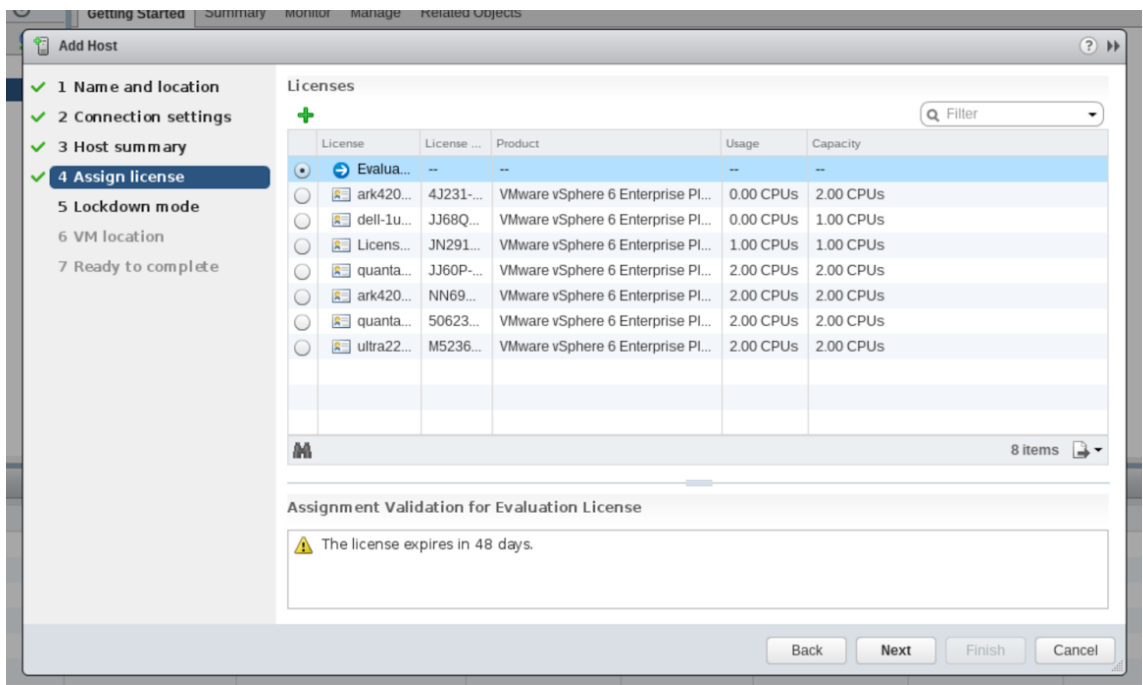 Getting Started Summary Monitor Manage Related Objects
Add Host ?
1 Name and location
2 Connection settings
3 Host summary
4 Assign license
5 Lockdown mode
6 VM location
7 Ready to complete
Licenses
Filter
License License ... Product Usage Capacity
Evalua... -- -- -- --
ark420... 4J231-... VMware vSphere 6 Enterprise Pl... 0.00 CPUs 2.00 CPUs
dell-1u... JJ68Q... VMware vSphere 6 Enterprise Pl... 0.00 CPUs 1.00 CPUs
Licens... JN291... VMware vSphere 6 Enterprise Pl... 1.00 CPUs 1.00 CPUs
quanta... JJ60P-... VMware vSphere 6 Enterprise Pl... 2.00 CPUs 2.00 CPUs
ark420... NN69... VMware vSphere 6 Enterprise Pl... 2.00 CPUs 2.00 CPUs
quanta... 50623... VMware vSphere 6 Enterprise Pl... 2.00 CPUs 2.00 CPUs
ultra22... M5236... VMware vSphere 6 Enterprise Pl... 2.00 CPUs 2.00 CPUs
8 items
Assignment Validation for Evaluation License
The license expires in 48 days.
Back Next Finish Cancel